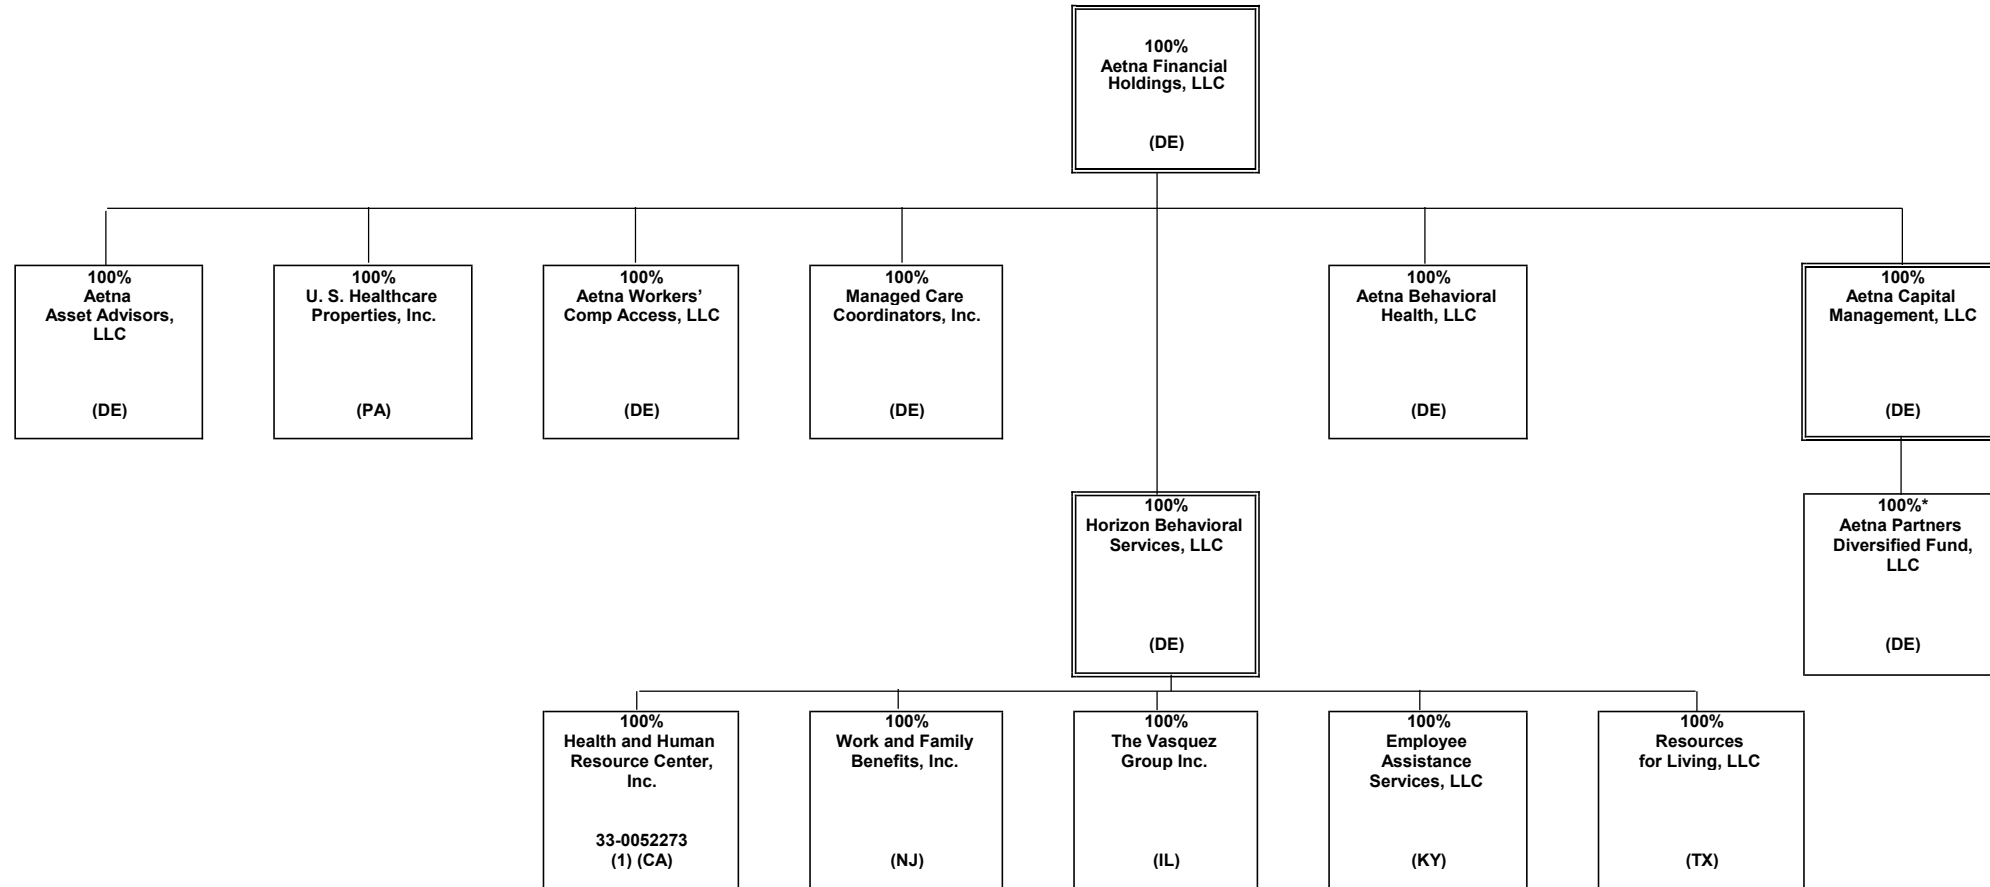 100%
Aetna Financial
Holdings, LLC
(DE)
100%
Aetna
Asset Advisors,
LLC
(DE)
100%
U. S. Healthcare
Properties, Inc.
(PA)
100%
Aetna Workers’
Comp Access, LLC
(DE)
100%
Managed Care
Coordinators, Inc.
(DE)
100%
Aetna Behavioral
Health, LLC
(DE)
100%
Aetna Capital
Management, LLC
(DE)
100%
Horizon Behavioral
Services, LLC
(DE)
100%*
Aetna Partners
Diversified Fund,
LLC
(DE)
100%
Health and Human
Resource Center,
Inc.
33-0052273
(1) (CA)
100%
Work and Family
Benefits, Inc.
(NJ)
100%
The Vasquez
Group Inc.
(IL)
100%
Employee
Assistance
Services, LLC
(KY)
100%
Resources
for Living, LLC
(TX)